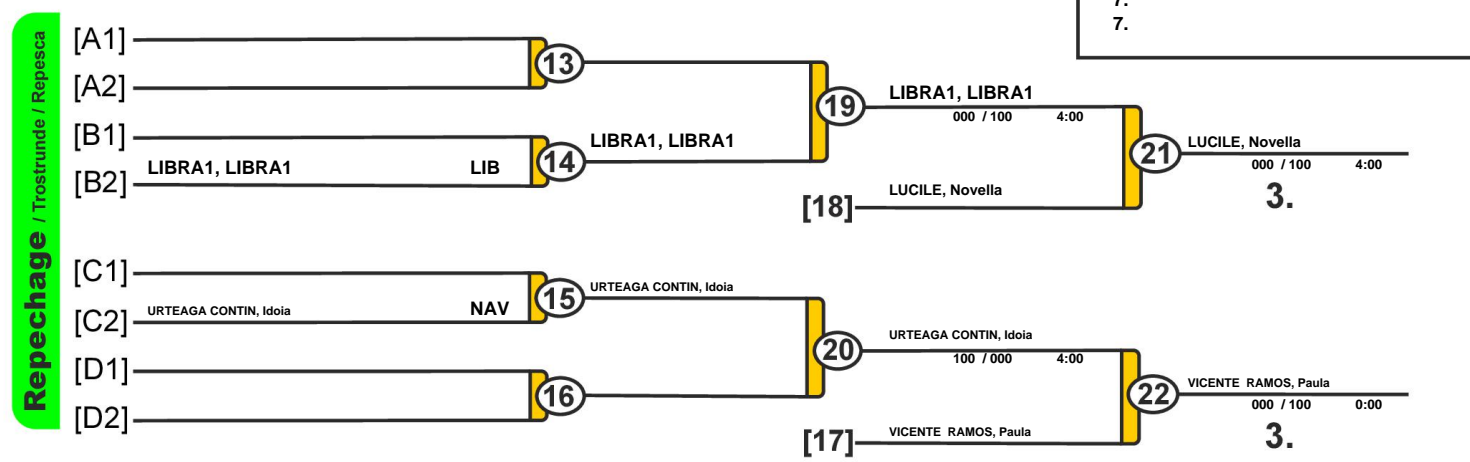 7.
7.
Repechage / Trostrunde / Repesca
[A1]
13
[A2]
19
LIBRA1, LIBRA1
000 / 100 4:00
[B1]
LIBRA1, LIBRA1
14
[B2] LIBRA1, LIBRA1 LIB
21
LUCILE, Novella
000 / 100 4:00
3.
[18] LUCILE, Novella
[C1]
15
URTEAGA CONTIN, Idoia
[C2] URTEAGA CONTIN, Idoia NAV
20
URTEAGA CONTIN, Idoia
100 / 000 4:00
[D1]
16
[D2]
22
VICENTE RAMOS, Paula
000 / 100 0:00
3.
[17] VICENTE RAMOS, Paula